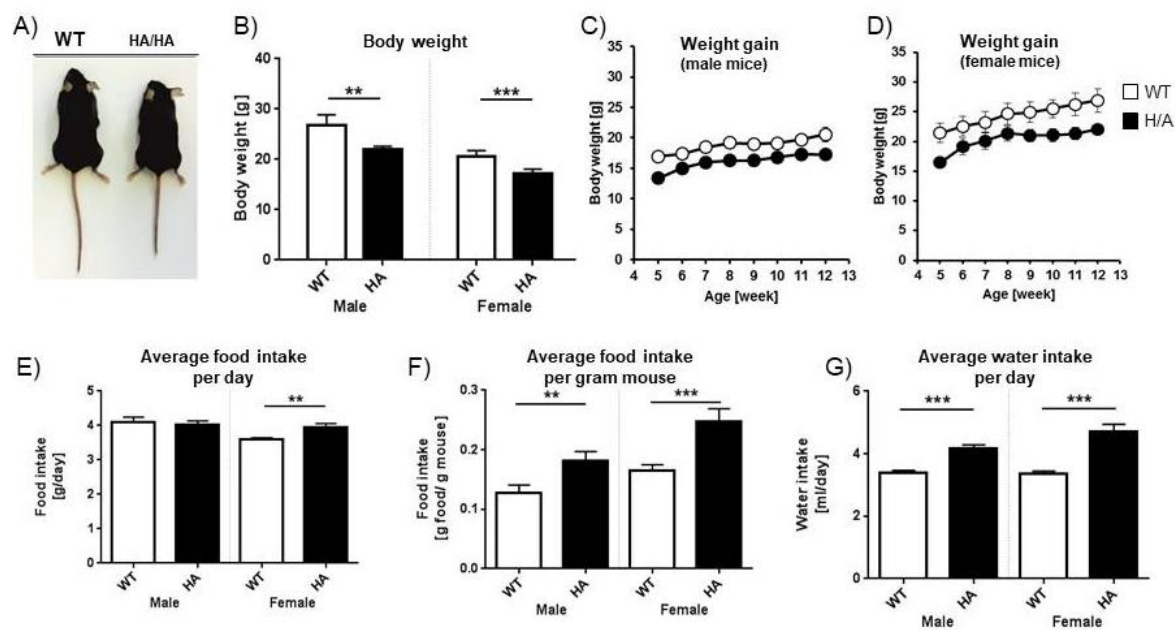 A)
WT HA/HA
B)
Body weight
Body weight [g]
40
30
20
10
0
** ***
WT HA WT HA
Male Female
C)
Weight gain
(male mice)
Body weight [g]
35
30
25
20
15
10
5
0
4 5 6 7 8 9 10 11 12 13
Age [week]
D)
Weight gain
(female mice)
Body weight [g]
35
30
25
20
15
10
5
0
4 5 6 7 8 9 10 11 12 13
Age [week]
WT
H/A
E)
Average food intake
per day
Food intake
[g/day]
5
4
3
2
1
0
**
WT HA WT HA
Male Female
F)
Average food intake
per gram mouse
Food intake
[g food/ g mouse]
0.3
0.2
0.1
0.0
** ***
WT HA WT HA
Male Female
G)
Average water intake
per day
Water intake
[ml/day]
6
4
2
0
*** ***
WT HA WT HA
Male Female